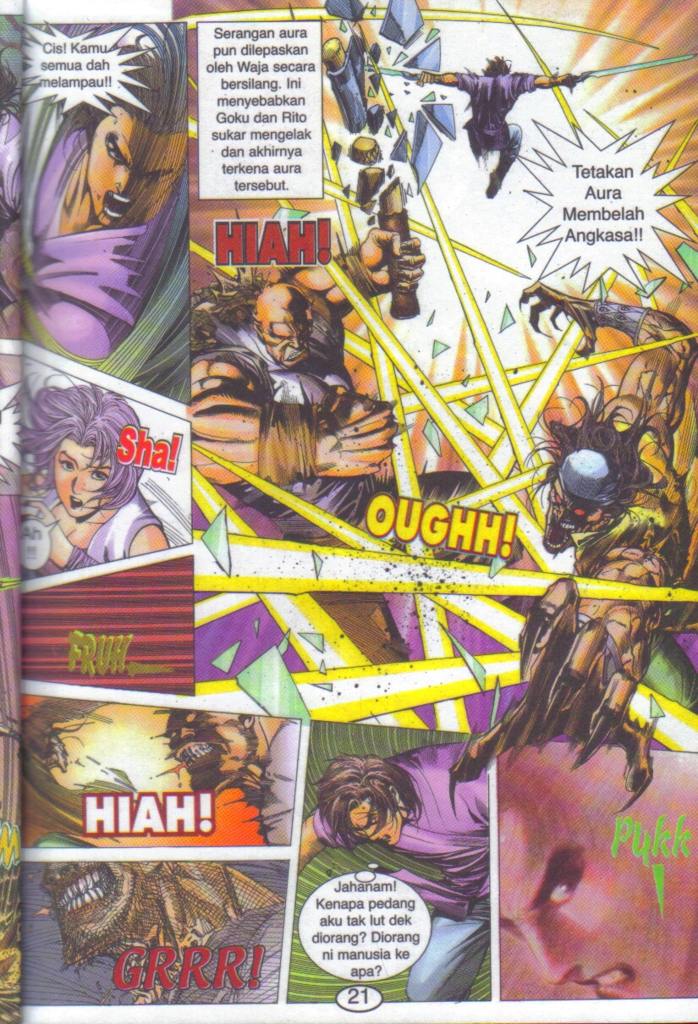 Cis! Kamu
semua dah
melampau!!
Serangan aura
pun dilepaskan
oleh Waja secara
bersilang. Ini
menyebabkan
Goku dan Rito
sukar mengelak
dan akhirnya
terkena aura
tersebut.
Tetakan
Aura
Membelah
Angkasa!!
HIAH!
Sha!
OUGHH!
FRUH...
HIAH!
GRRR!
Jahanam!
Kenapa pedang
aku tak lut dek
diorang? Diorang
ni manusia ke
apa?
Pukk
!
21